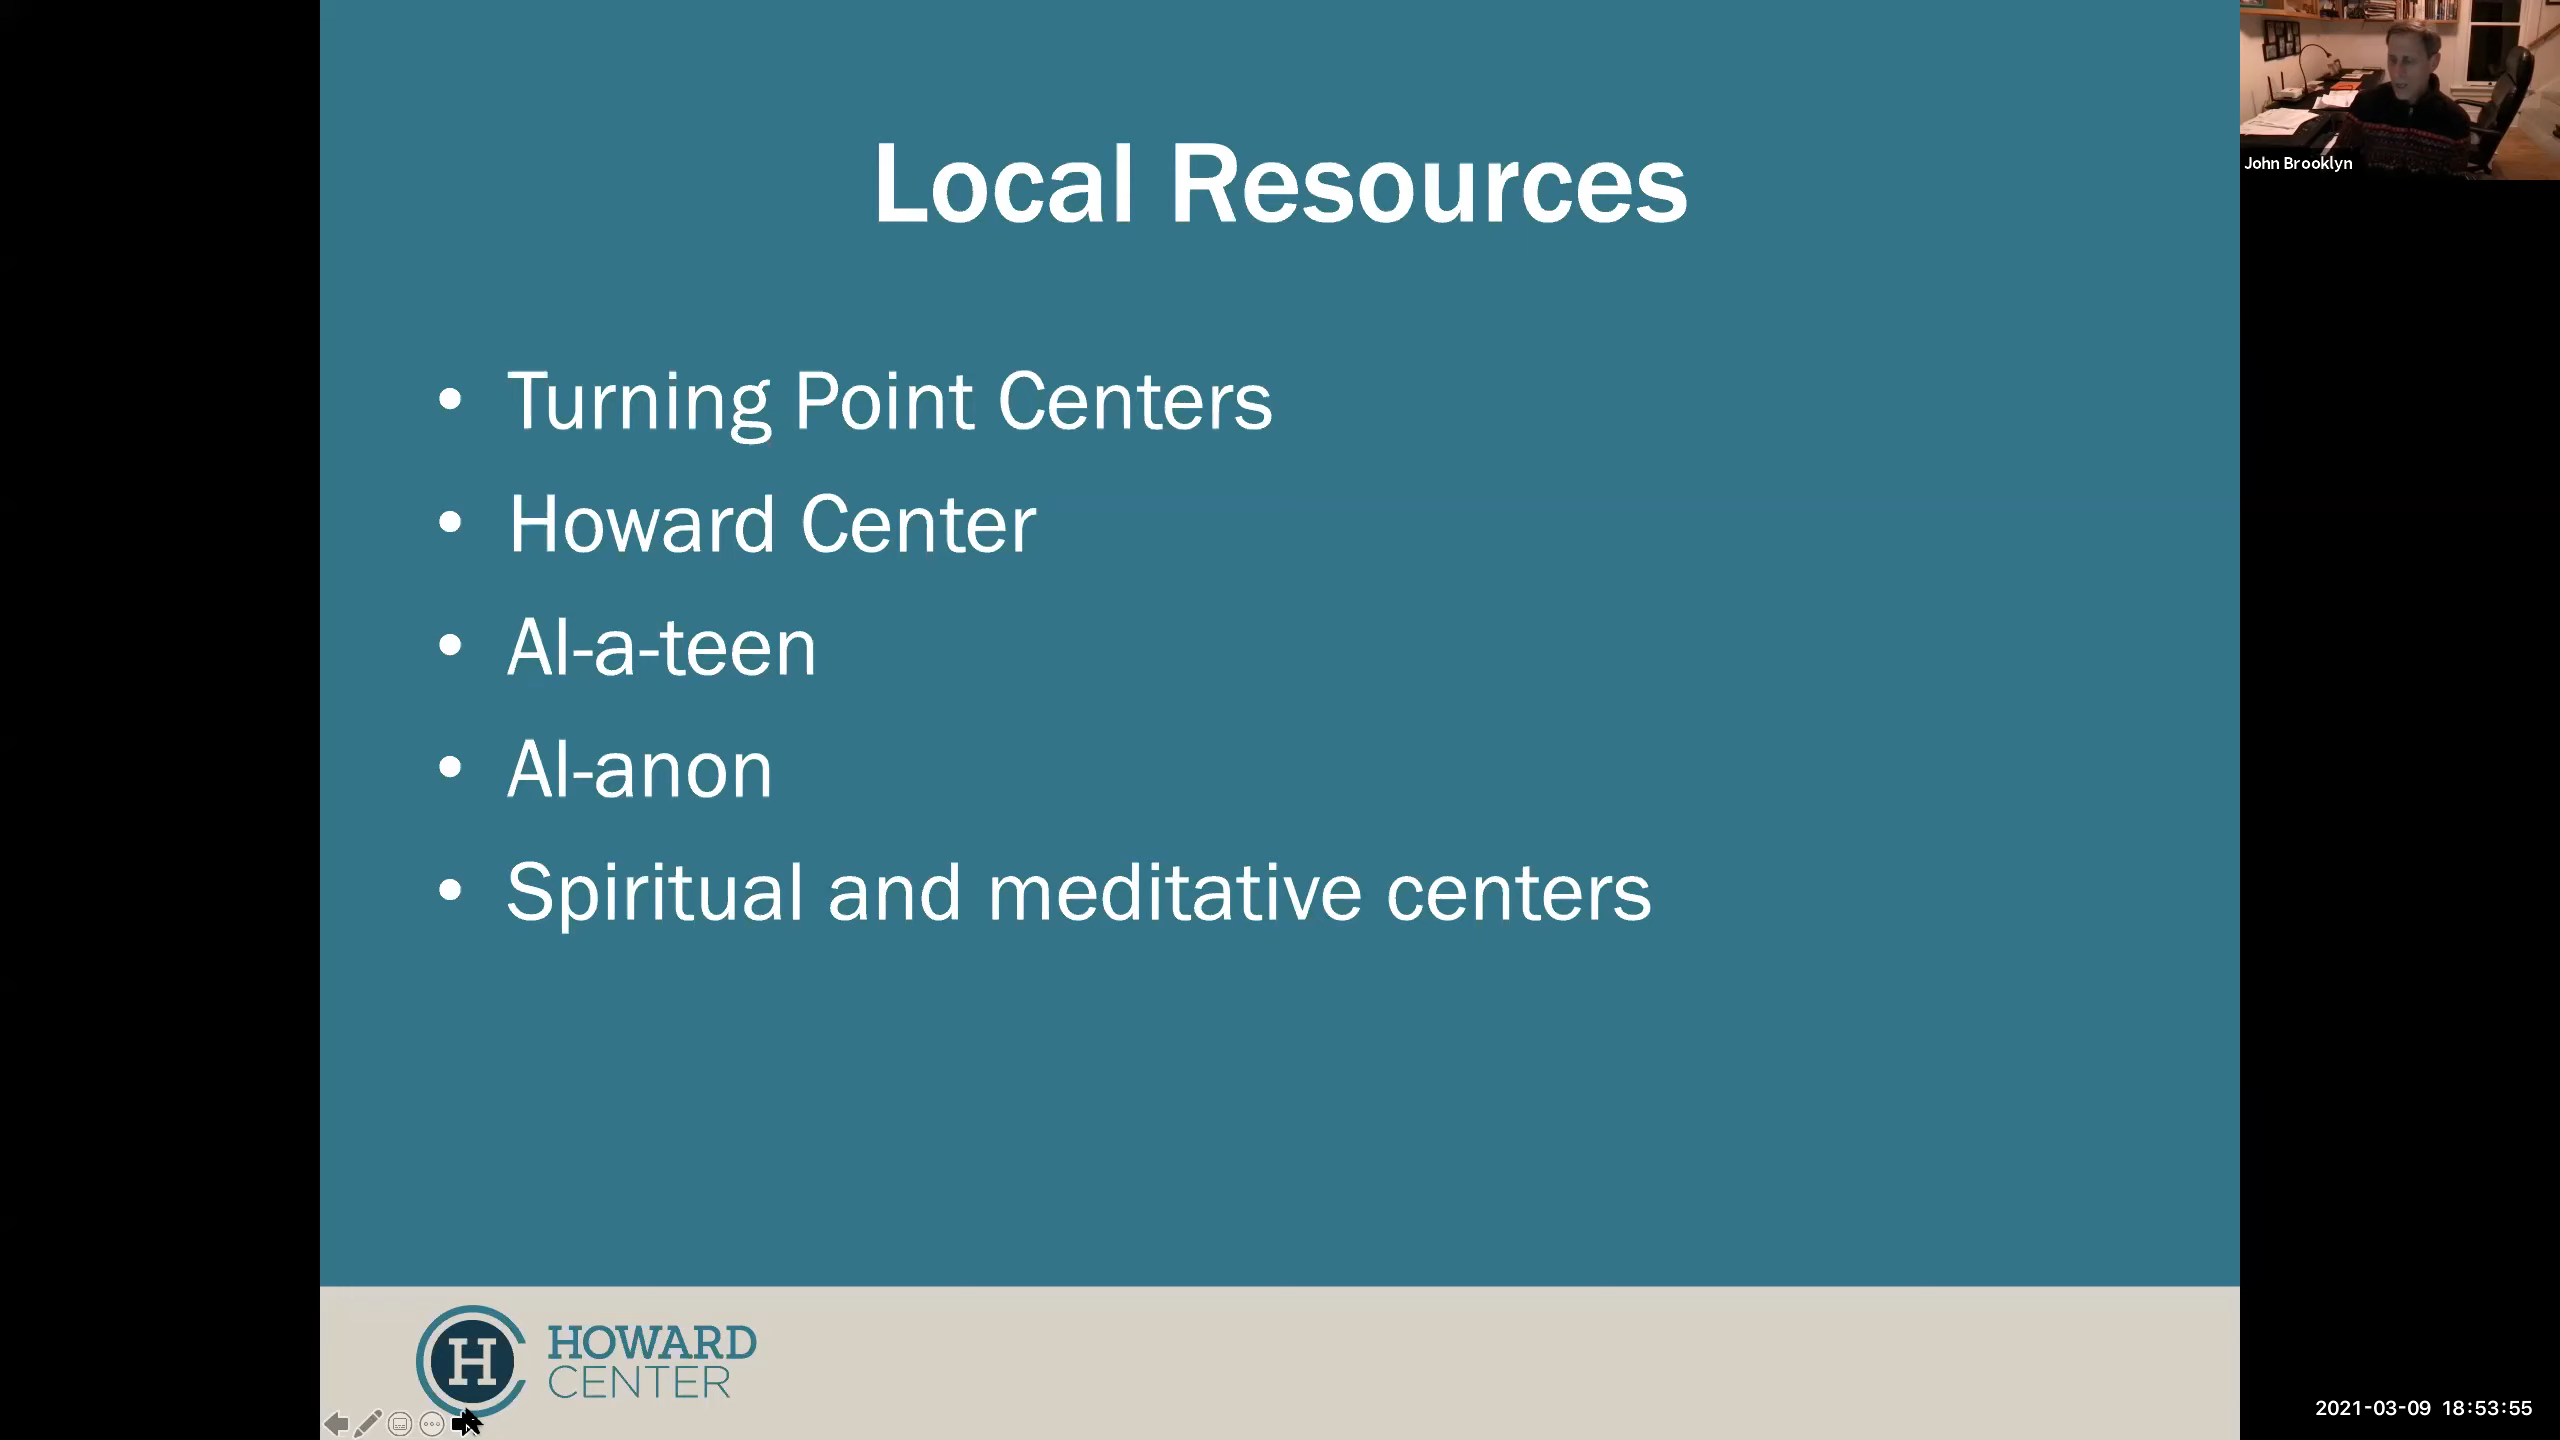 Local Resources
John Brooklyn
• Turning Point Centers
• Howard Center
• Al-a-teen
• Al-anon
• Spiritual and meditative centers
H
HOWARD
CENTER
2021-03-09 18:53:55